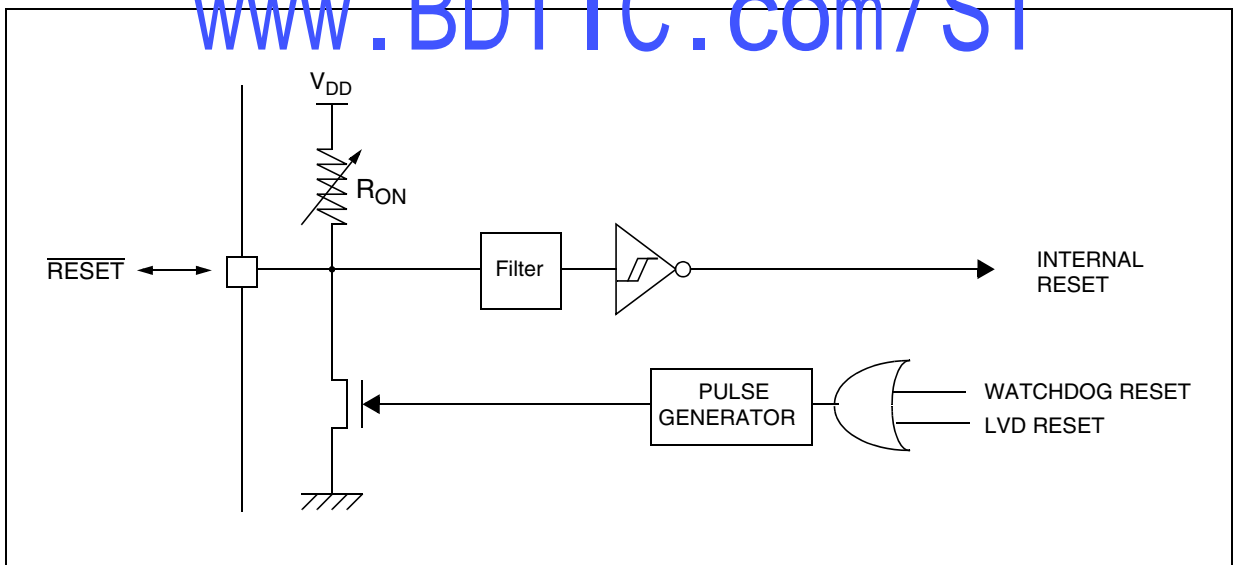 www.BDTIC.com/ST
VDD
RON
RESET
Filter
INTERNAL
RESET
PULSE
GENERATOR
WATCHDOG RESET
LVD RESET